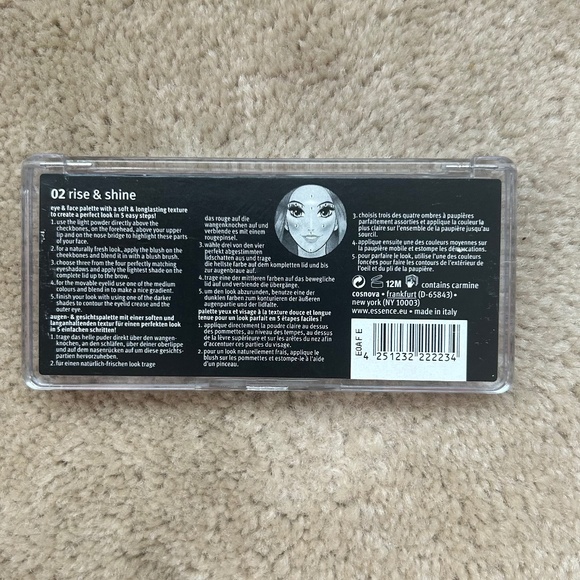 02 rise & shine
eye & face palette with a soft & longlasting texture
to create a perfect look in 5 easy steps!
1. use the light powder directly above the
cheekbones, on the forehead, above your upper
lip and on the nose bridge to highlight these parts
of your face.
2. for a naturally fresh look, apply the blush on the
cheekbones and blend it in with a blush brush.
3. choose three from the four perfectly matching
eyeshadows and apply the lightest shade on the
complete lid up to the brow.
4. for the movable eyelid use one of the medium
colours and blend in to make a nice gradient.
5. finish your look with using one of the darker
shades to contour the eyelid crease and the
outer eye.
augen- & gesichtspalette mit einer soften und
langanhaltenden textur für einen perfekten look
in 5 einfachen schritten!
1. trage das helle puder direkt über den wangen-
knochen, an den schläfen, über deiner oberlippe
und auf dem nasenrücken auf um diese gesichts-
partien hervorzuheben.
2. für einen natürlich-frischen look trage
das rouge auf die
wangenknochen auf und
verblende es mit einem
rougepinsel.
3. wähle drei von den vier
perfekt abgestimmten
lidschatten aus und trage
die hellste farbe auf dem kompletten lid und bis
zur augenbraue auf.
4. trage eine der mittleren farben auf das bewegliche
lid auf und verblende die übergänge.
5. um den look abzurunden, benutze eine der
dunklen farben zum konturieren der äußeren
augenpartie und der lidfalte.
palette yeux et visage à la texture douce et longue
tenue pour un look parfait en 5 étapes faciles !
1. appliquez directement la poudre claire au dessus
des pommettes, au niveau des tempes, au dessus
de la lèvre supérieure et sur les arêtes du nez afin
d'accentuer ces parties du visage.
2. pour un look naturellement frais, applique le
blush sur les pommettes et estompe-le à l'aide
d'un pinceau.
3. choisis trois des quatre ombres à paupières
parfaitement assorties et applique la couleur la
plus claire sur l'ensemble de la paupière jusqu'au
sourcil.
4. applique ensuite une des couleurs moyennes sur
la paupière mobile et estompe les démarcations.
5. pour parfaire le look, utilise l'une des couleurs
foncées pour faire les contours de l'extérieur de
l'oeil et du pli de la paupière.
12M contains carmine
cosnova • frankfurt (D-65843) •
new york (NY 10003)
www.essence.eu • made in italy
E0AFE
4 251232 222234